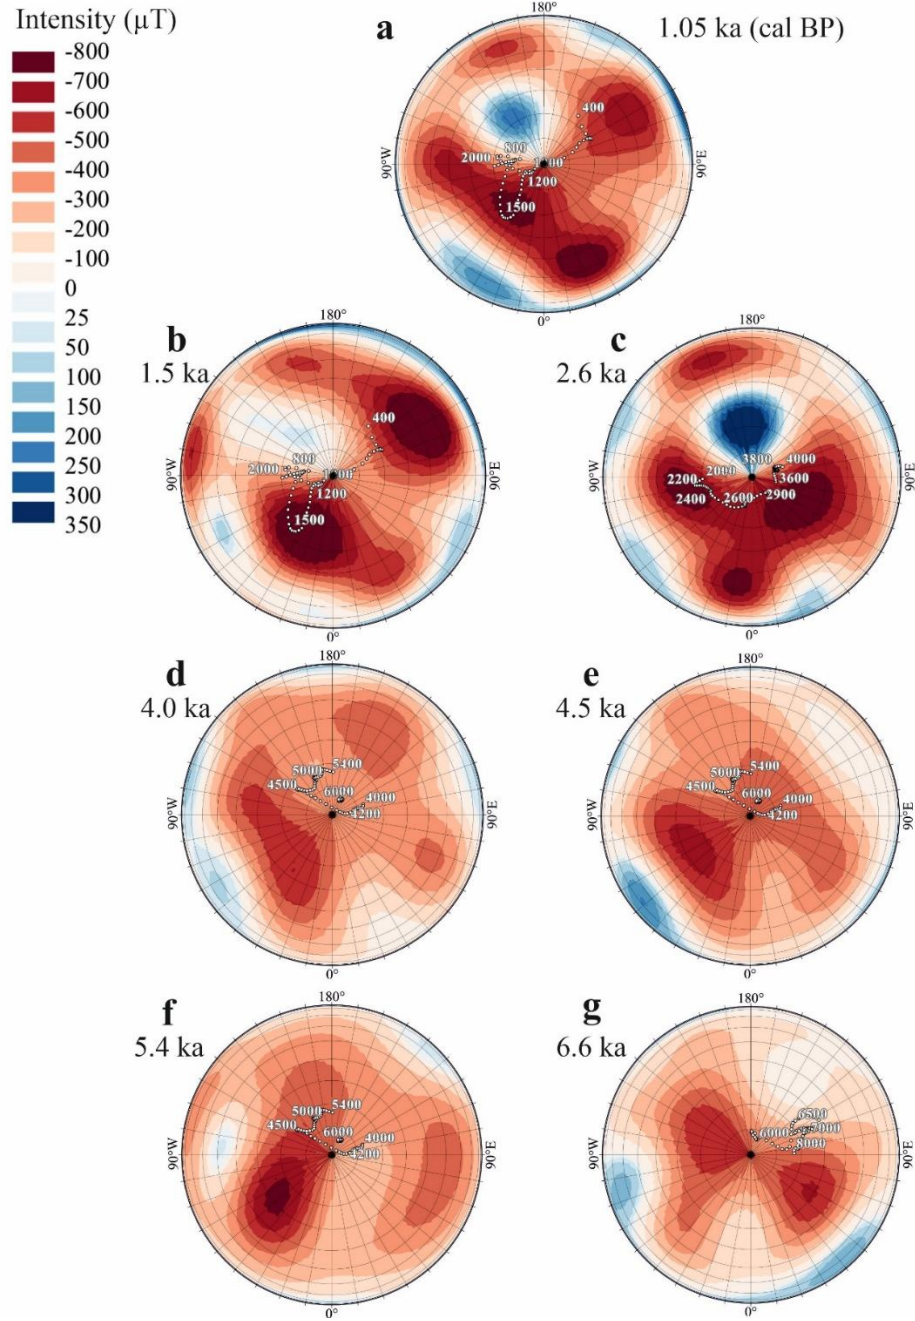 Intensity (µT)
-800
-700
-600
-500
-400
-300
-200
-100
0
25
50
100
150
200
250
300
350
a
1.05 ka (cal BP)
180°
90°W
90°E
0°
400
2000
800
1200
1500
b
1.5 ka
180°
90°W
90°E
0°
400
2000
800
1200
1500
c
2.6 ka
180°
90°W
90°E
0°
3800
4000
2000
2200
3600
2400
2600
2900
d
4.0 ka
180°
90°W
90°E
0°
5000
5400
4500
6000
4000
4200
e
4.5 ka
180°
90°W
90°E
0°
5000
5400
4500
6000
4000
4200
f
5.4 ka
180°
90°W
90°E
0°
5000
5400
4500
6000
4000
4200
g
6.6 ka
180°
90°W
90°E
0°
6500
6000
7000
8000